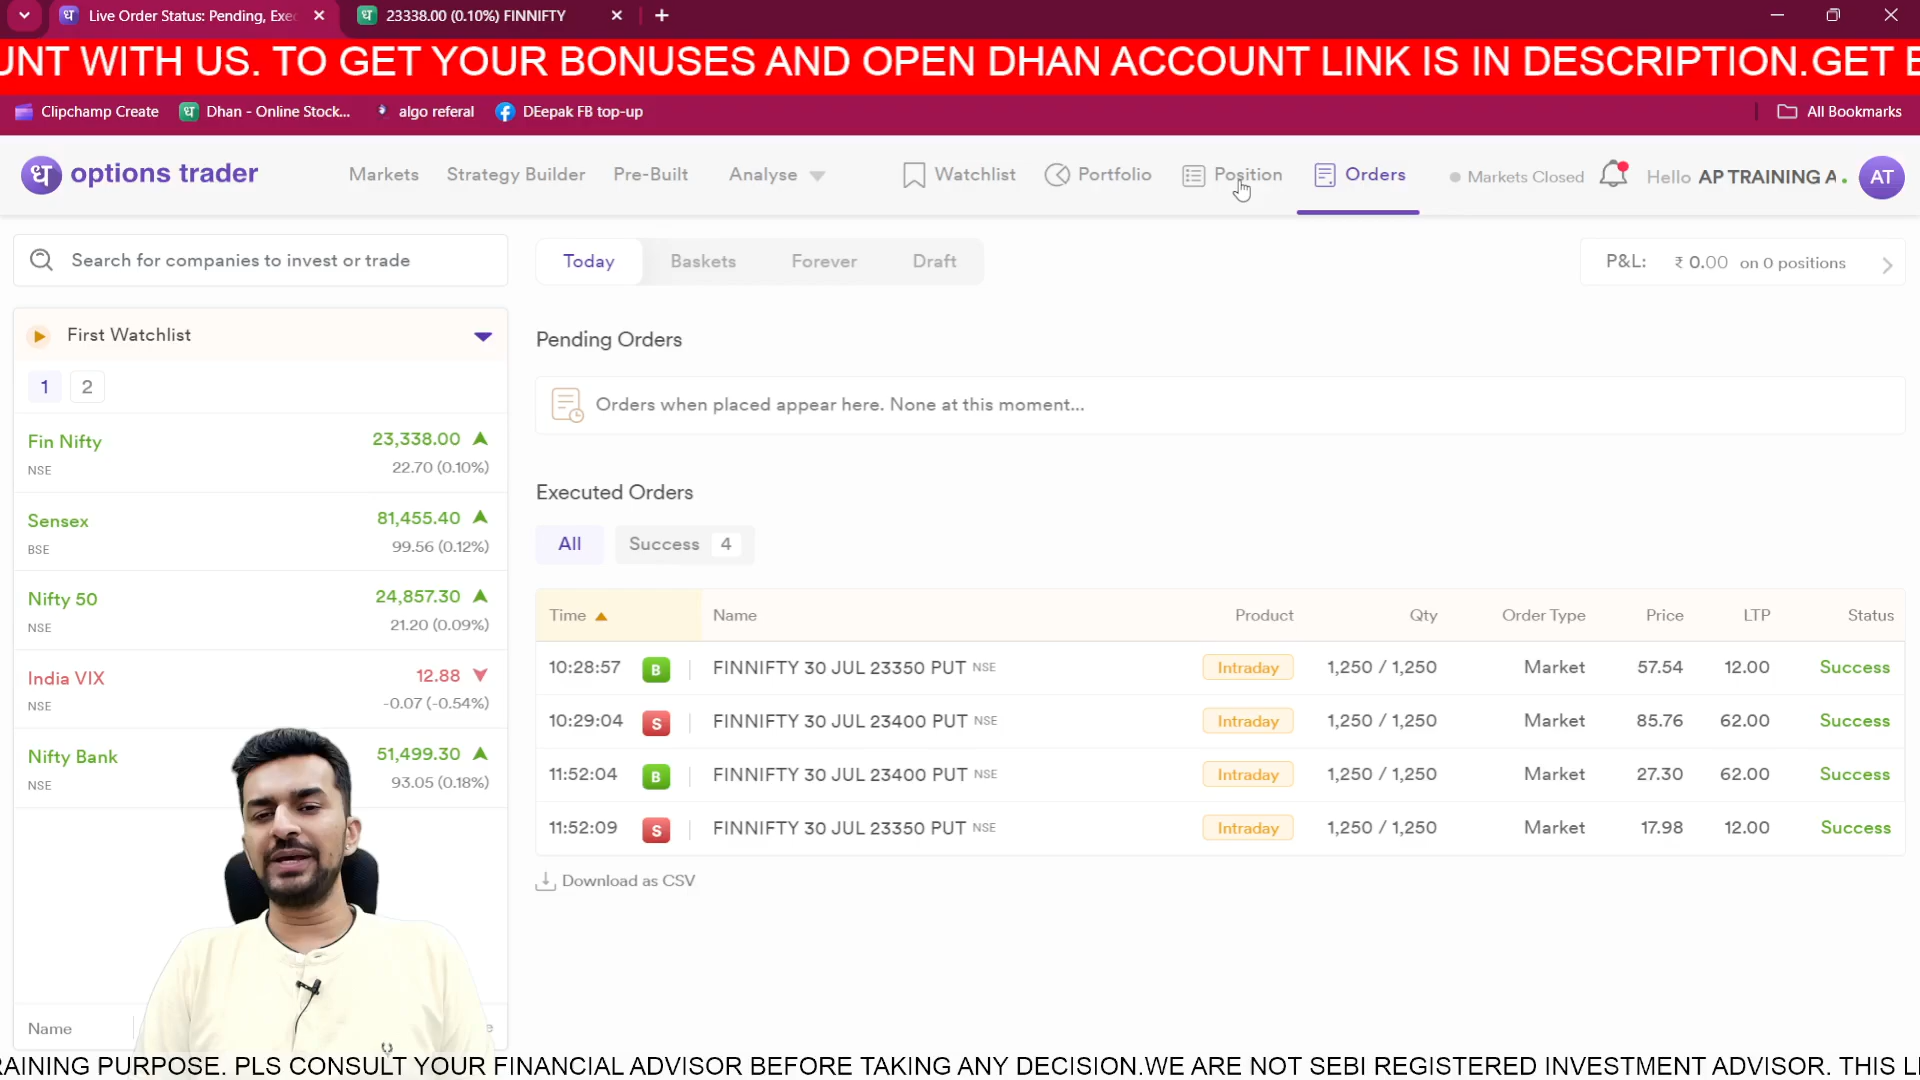 Live Order Status: Pending, Exe
23338.00 (0.10%) FINNIFTY
UNT WITH US. TO GET YOUR BONUSES AND OPEN DHAN ACCOUNT LINK IS IN DESCRIPTION.GET
Clipchamp Create
Dhan - Online Stock...
algo referal
DEepak FB top-up
All Bookmarks
ध options trader
Markets
Strategy Builder
Pre-Built
Analyse
Watchlist
Portfolio
Position
Orders
Markets Closed
Hello AP TRAINING A
AT
Search for companies to invest or trade
Today
Baskets
Forever
Draft
P&L: ₹ 0.00 on 0 positions
First Watchlist
1 2
Fin Nifty 23,338.00
NSE 22.70 (0.10%)
Sensex 81,455.40
BSE 99.56 (0.12%)
Nifty 50 24,857.30
NSE 21.20 (0.09%)
India VIX 12.88
NSE -0.07 (-0.54%)
Nifty Bank 51,499.30
NSE 93.05 (0.18%)
Name
Pending Orders
Orders when placed appear here. None at this moment...
Executed Orders
All
Success 4
Time Name Product Qty Order Type Price LTP Status
10:28:57 B FINNIFTY 30 JUL 23350 PUT NSE Intraday 1,250 / 1,250 Market 57.54 12.00 Success
10:29:04 S FINNIFTY 30 JUL 23400 PUT NSE Intraday 1,250 / 1,250 Market 85.76 62.00 Success
11:52:04 B FINNIFTY 30 JUL 23400 PUT NSE Intraday 1,250 / 1,250 Market 27.30 62.00 Success
11:52:09 S FINNIFTY 30 JUL 23350 PUT NSE Intraday 1,250 / 1,250 Market 17.98 12.00 Success
Download as CSV
RAINING PURPOSE. PLS CONSULT YOUR FINANCIAL ADVISOR BEFORE TAKING ANY DECISION.WE ARE NOT SEBI REGISTERED INVESTMENT ADVISOR. THIS